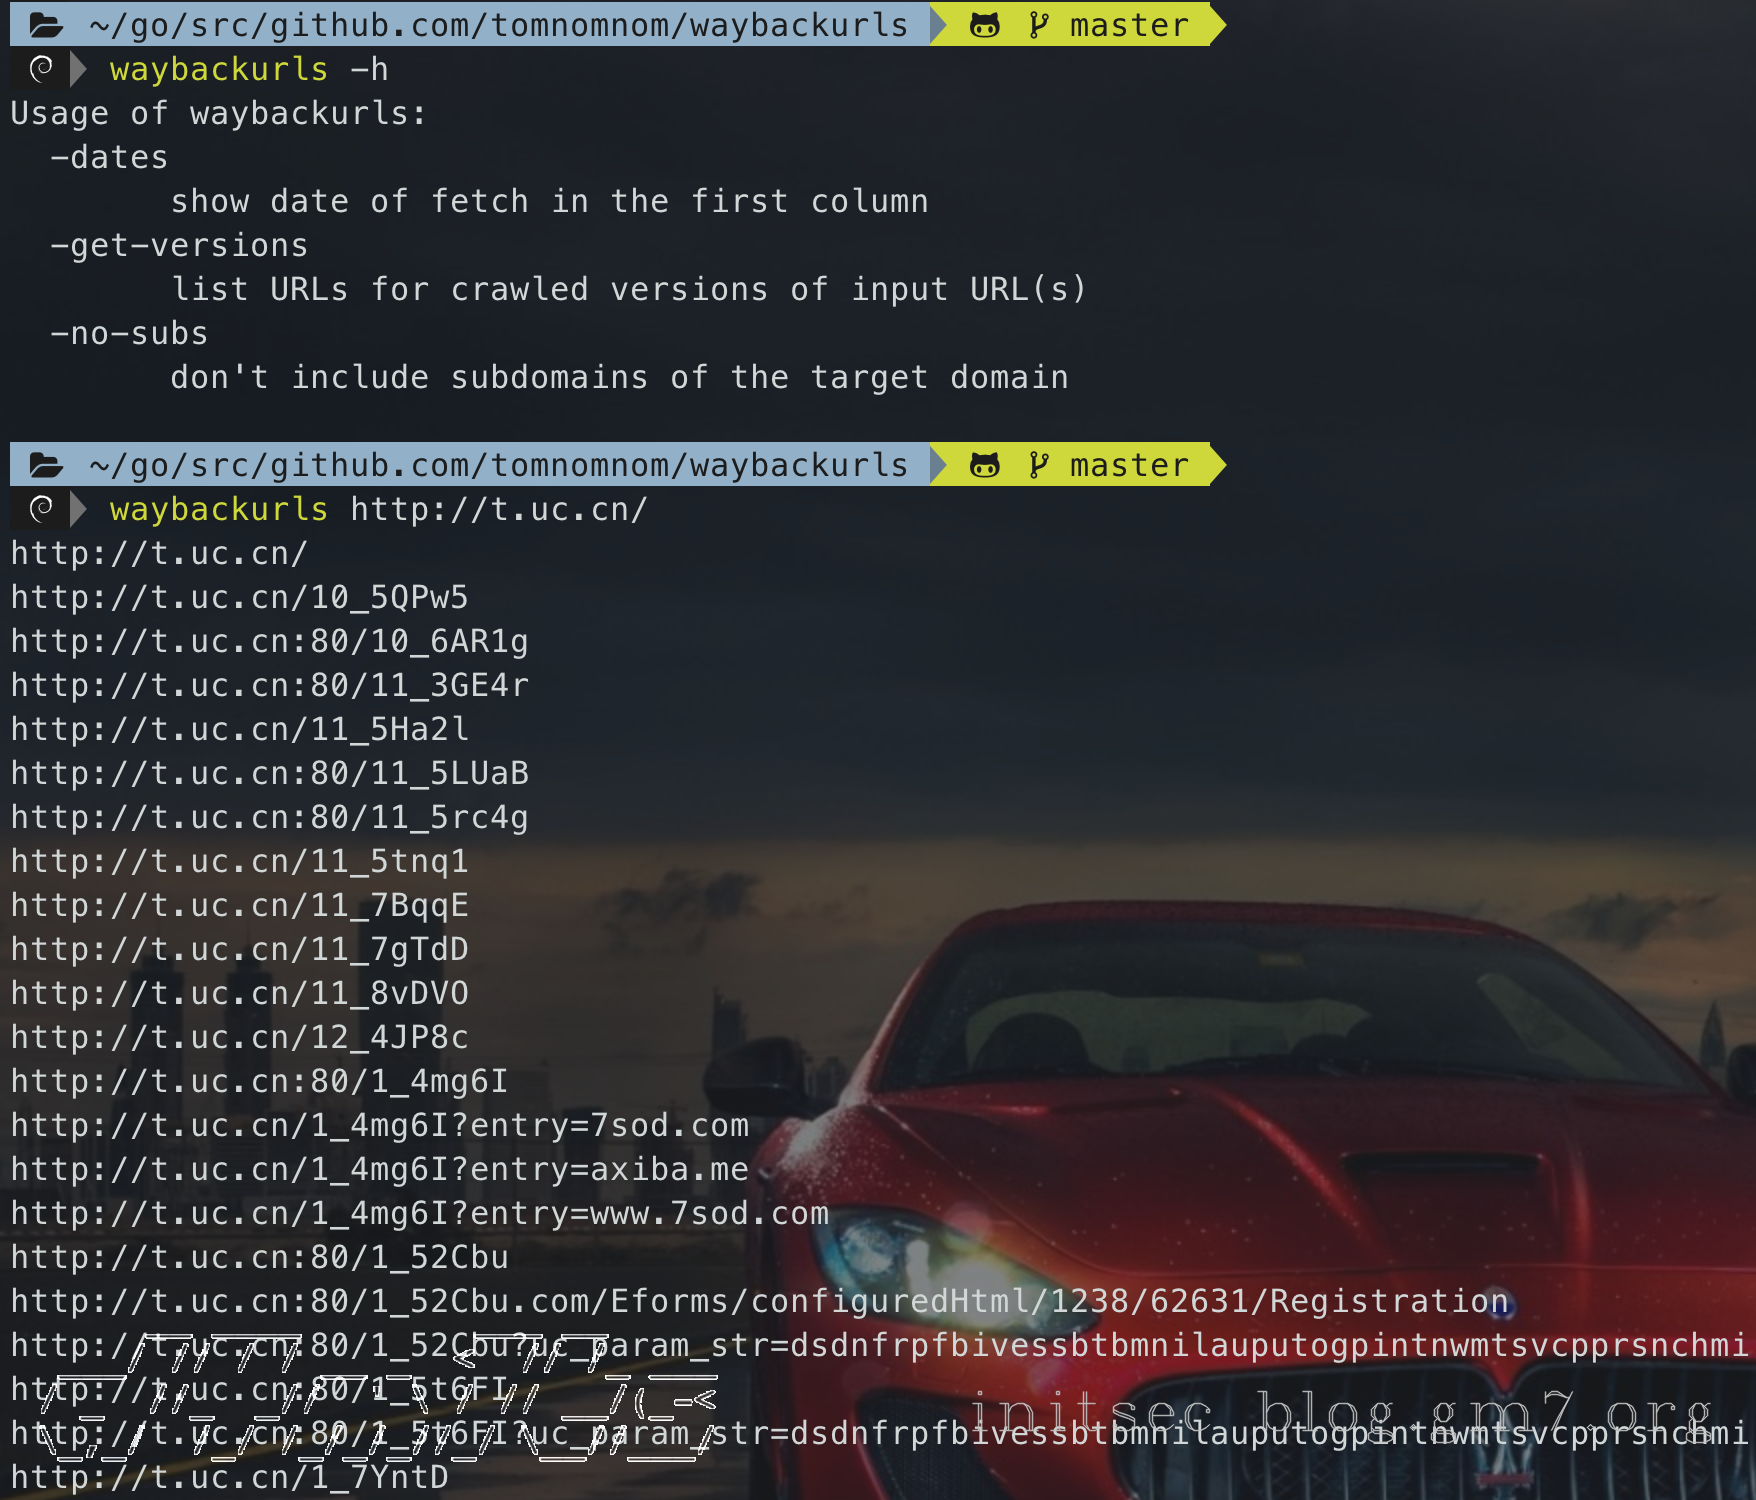 ~/go/src/github.com/tomnomnom/waybackurls master
waybackurls -h
Usage of waybackurls:
-dates
show date of fetch in the first column
-get-versions
list URLs for crawled versions of input URL(s)
-no-subs
don't include subdomains of the target domain
~/go/src/github.com/tomnomnom/waybackurls master
waybackurls http://t.uc.cn/
http://t.uc.cn/
http://t.uc.cn/10_5QPw5
http://t.uc.cn:80/10_6AR1g
http://t.uc.cn:80/11_3GE4r
http://t.uc.cn/11_5Ha2l
http://t.uc.cn:80/11_5LUaB
http://t.uc.cn:80/11_5rc4g
http://t.uc.cn/11_5tnq1
http://t.uc.cn/11_7BqqE
http://t.uc.cn/11_7gTdD
http://t.uc.cn/11_8vDVO
http://t.uc.cn/12_4JP8c
http://t.uc.cn:80/1_4mg6I
http://t.uc.cn/1_4mg6I?entry=7sod.com
http://t.uc.cn/1_4mg6I?entry=axiba.me
http://t.uc.cn/1_4mg6I?entry=www.7sod.com
http://t.uc.cn:80/1_52Cbu
http://t.uc.cn:80/1_52Cbu.com/Eforms/configuredHtml/1238/62631/Registration
http://t.uc.cn:80/1_52Cbu?uc_param_str=dsdnfrpfbivessbtbmnilauputogpintnwmtsvcpprsnchmi
http://t.uc.cn:80/1_5t6FI
initsec blog.gm7.org
http://t.uc.cn:80/1_5t6FI?uc_param_str=dsdnfrpfbivessbtbmnilauputogpintnwmtsvcpprsnchmi
http://t.uc.cn/1_7YntD